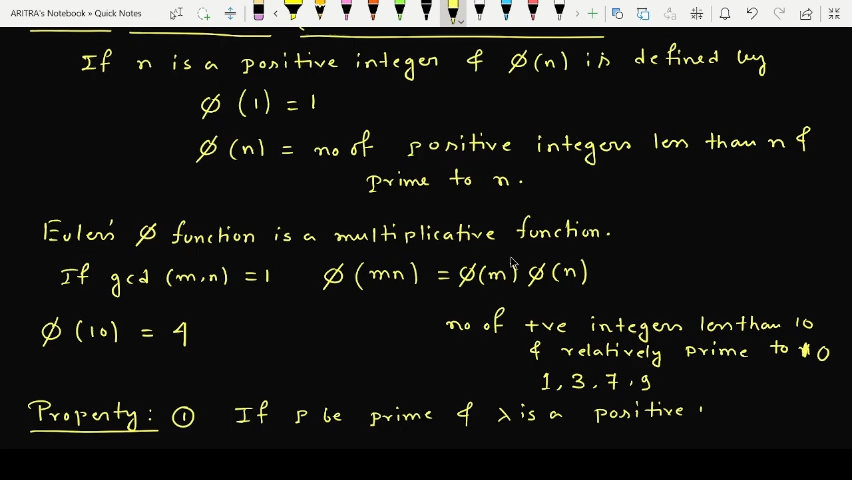 ARITRA's Notebook » Quick Notes
If n is a positive integer & ϕ(n) is defined by
ϕ (1) = 1
ϕ (n) = no of positive integers less than n &
prime to n.
Euler's ϕ function is a multiplicative function.
If gcd (m,n) = 1 ϕ (mn) = ϕ(m) ϕ(n)
ϕ (10) = 4
no of +ve integers less than 10
& relatively prime to 10
1, 3, 7, 9
Property: ① If p be prime & λ is a positive